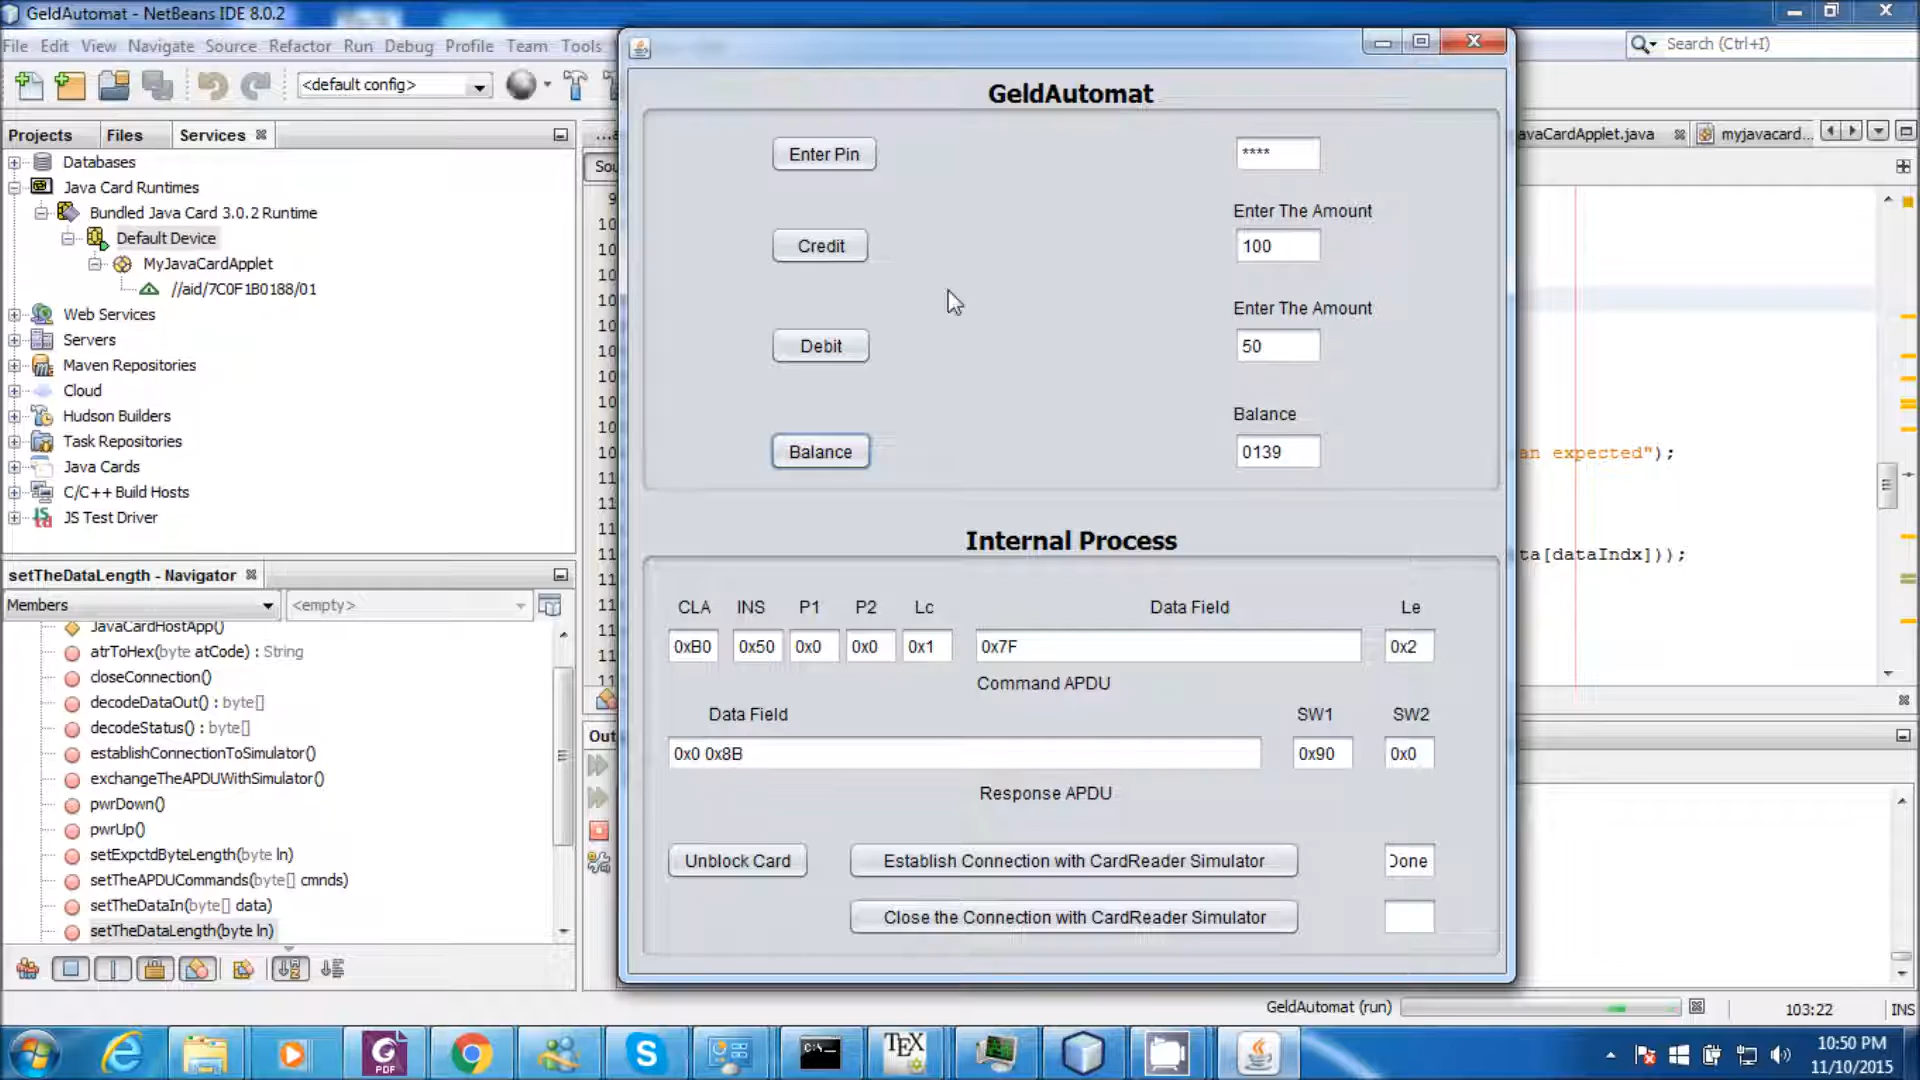 GeldAutomat - NetBeans IDE 8.0.2
File Edit View Navigate Source Refactor Run Debug Profile Team Tools
Search (Ctrl+I)
<default config>
Projects Files Services
Databases
Java Card Runtimes
Bundled Java Card 3.0.2 Runtime
Default Device
MyJavaCardApplet
//aid/7C0F1B0188/01
Web Services
Servers
Maven Repositories
Cloud
Hudson Builders
Task Repositories
Java Cards
C/C++ Build Hosts
JS Test Driver
setTheDataLength - Navigator
Members
<empty>
JavaCardHostApp()
atrToHex(byte atCode) : String
closeConnection()
decodeDataOut() : byte[]
decodeStatus() : byte[]
establishConnectionToSimulator()
exchangeTheAPDUWithSimulator()
pwrDown()
pwrUp()
setExpctdByteLength(byte ln)
setTheAPDUCommands(byte[] cmnds)
setTheDataIn(byte[] data)
setTheDataLength(byte ln)
GeldAutomat
Enter Pin
****
Enter The Amount
Credit
100
Enter The Amount
Debit
50
Balance
Balance
0139
Internal Process
CLA INS P1 P2 Lc Data Field Le
0xB0 0x50 0x0 0x0 0x1 0x7F 0x2
Command APDU
Data Field SW1 SW2
0x0 0x8B 0x90 0x0
Response APDU
Unblock Card
Establish Connection with CardReader Simulator
Done
Close the Connection with CardReader Simulator
avaCardApplet.java
myjavacard...
an expected");
ta[dataIndx]));
GeldAutomat (run)
103:22
INS
PDF
TEX
10:50 PM
11/10/2015